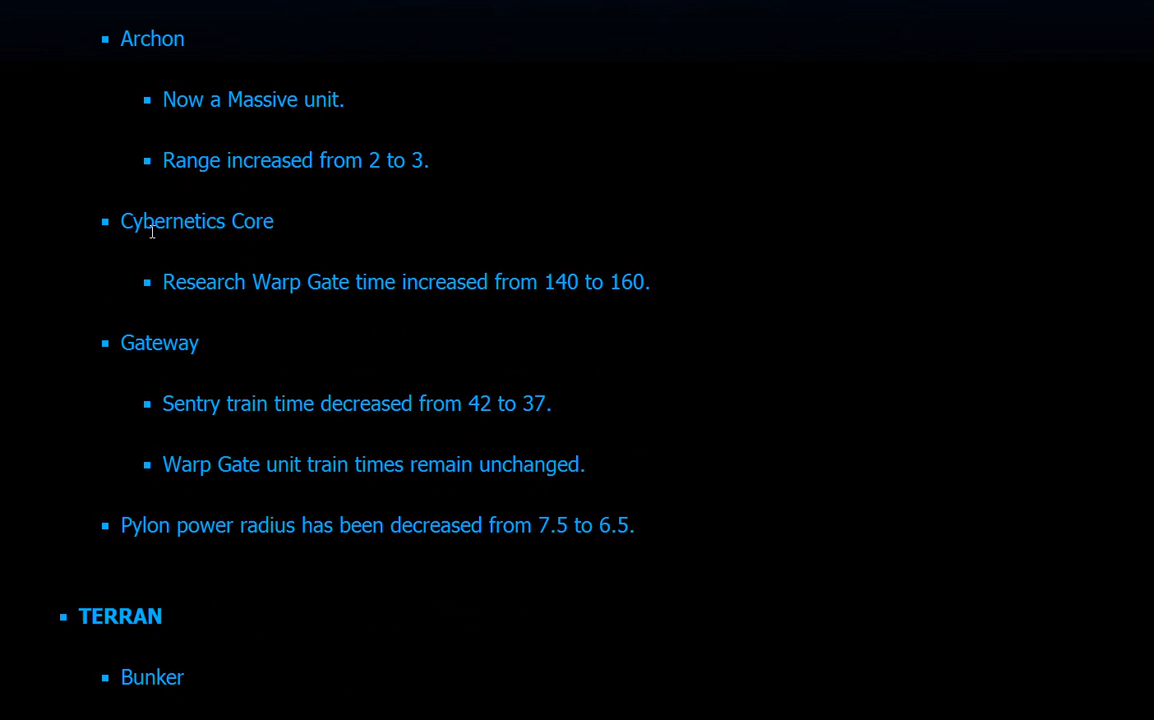 Archon
Now a Massive unit.
Range increased from 2 to 3.
Cybernetics Core
Research Warp Gate time increased from 140 to 160.
Gateway
Sentry train time decreased from 42 to 37.
Warp Gate unit train times remain unchanged.
Pylon power radius has been decreased from 7.5 to 6.5.
TERRAN
Bunker